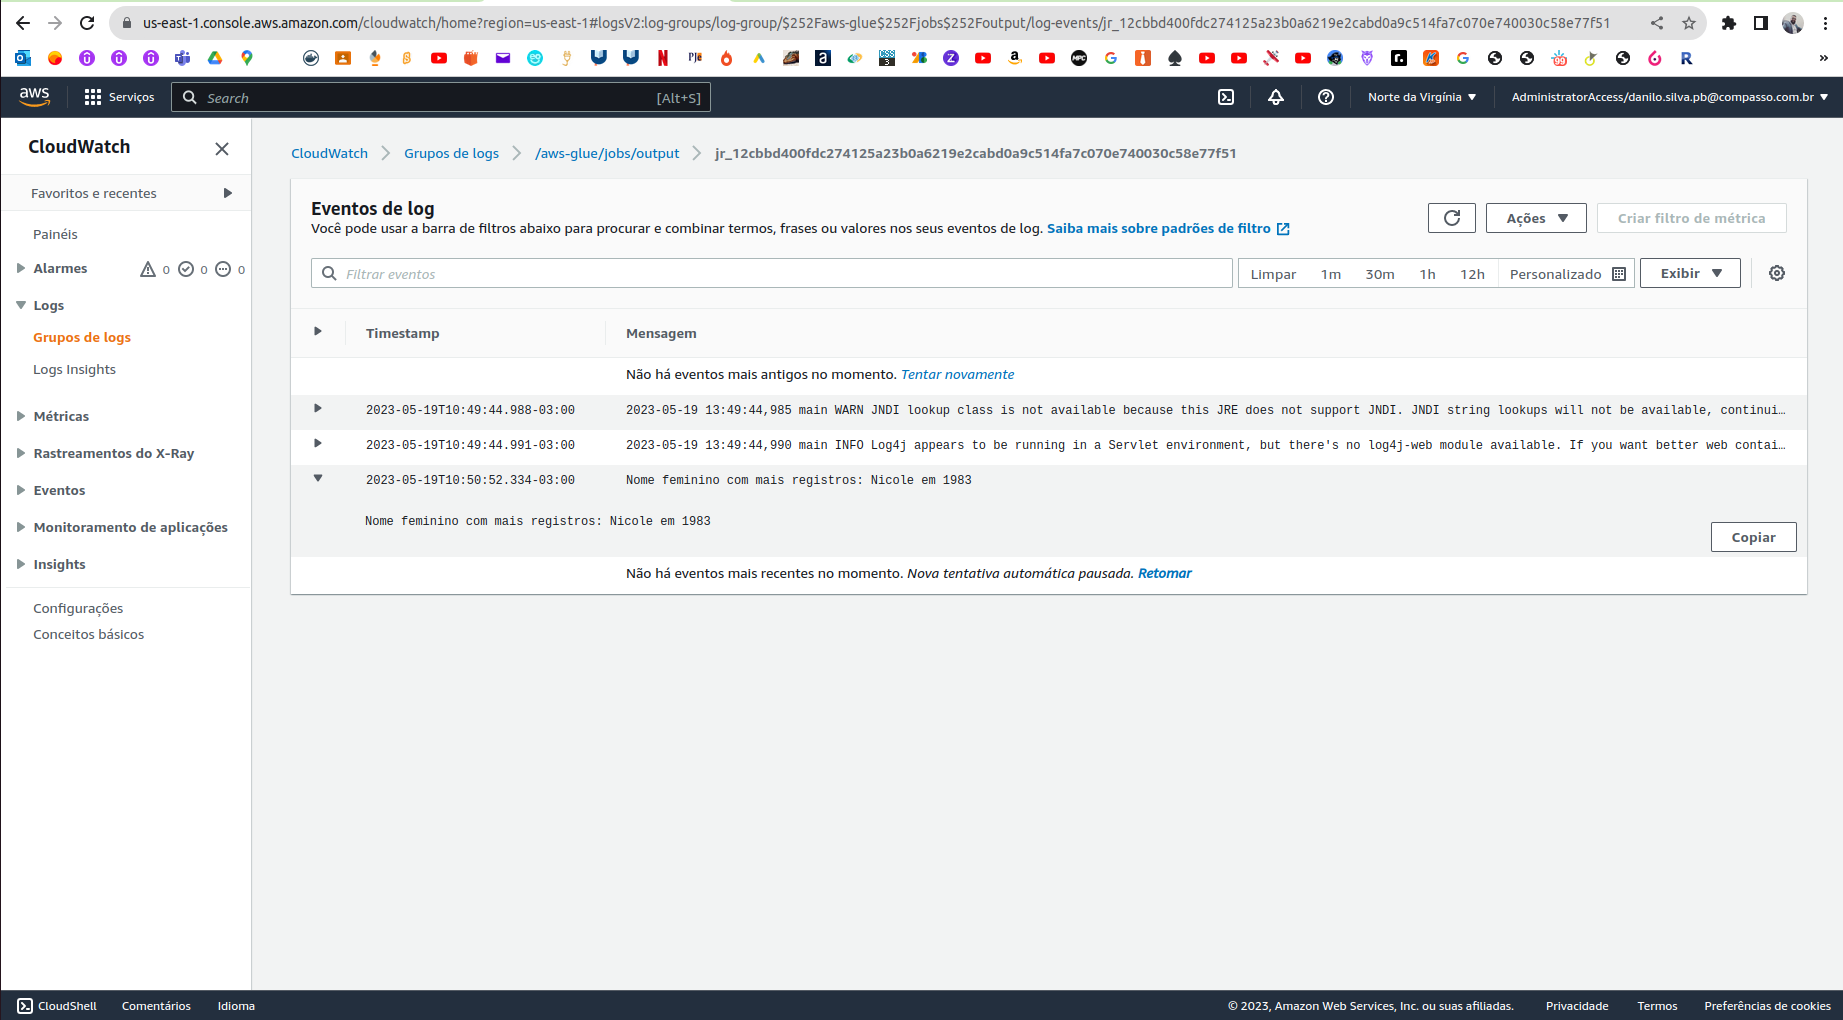 us-east-1.console.aws.amazon.com/cloudwatch/home?region=us-east-1#logsV2:log-groups/log-group/$252Faws-glue$252Fjobs$252Foutput/log-events/jr_12cbbd400fdc274125a23b0a6219e2cabd0a9c514fa7c070e740030c58e77f51
aws Serviços Search [Alt+S] Norte da Virgínia AdministratorAccess/danilo.silva.pb@compasso.com.br
CloudWatch
Favoritos e recentes
Painéis
Alarmes 0 0 0
Logs
Grupos de logs
Logs Insights
Métricas
Rastreamentos do X-Ray
Eventos
Monitoramento de aplicações
Insights
Configurações
Conceitos básicos
CloudWatch Grupos de logs /aws-glue/jobs/output jr_12cbbd400fdc274125a23b0a6219e2cabd0a9c514fa7c070e740030c58e77f51
Eventos de log
Você pode usar a barra de filtros abaixo para procurar e combinar termos, frases ou valores nos seus eventos de log. Saiba mais sobre padrões de filtro
Ações Criar filtro de métrica
Filtrar eventos Limpar 1m 30m 1h 12h Personalizado Exibir
Timestamp Mensagem
Não há eventos mais antigos no momento. Tentar novamente
2023-05-19T10:49:44.988-03:00 2023-05-19 13:49:44,985 main WARN JNDI lookup class is not available because this JRE does not support JNDI. JNDI string lookups will not be available, continui…
2023-05-19T10:49:44.991-03:00 2023-05-19 13:49:44,990 main INFO Log4j appears to be running in a Servlet environment, but there's no log4j-web module available. If you want better web contai…
2023-05-19T10:50:52.334-03:00 Nome feminino com mais registros: Nicole em 1983
Nome feminino com mais registros: Nicole em 1983
Copiar
Não há eventos mais recentes no momento. Nova tentativa automática pausada. Retomar
CloudShell Comentários Idioma © 2023, Amazon Web Services, Inc. ou suas afiliadas. Privacidade Termos Preferências de cookies